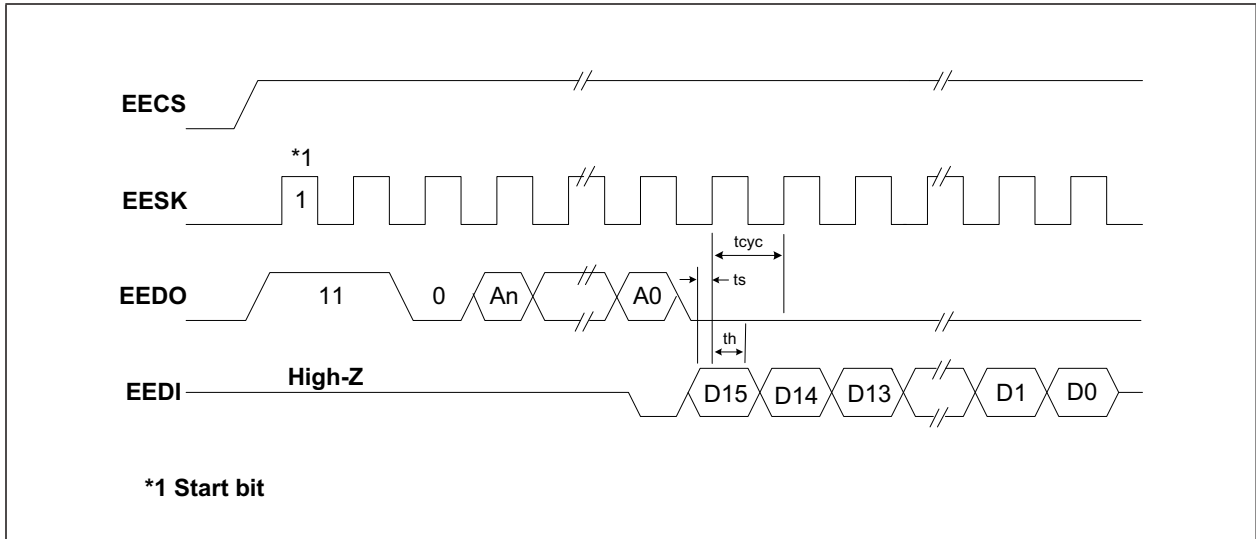 EECS
*1
EESK
1
tcyc
ts
EEDO
11
0
An
A0
th
High-Z
EEDI
D15
D14
D13
D1
D0
*1 Start bit